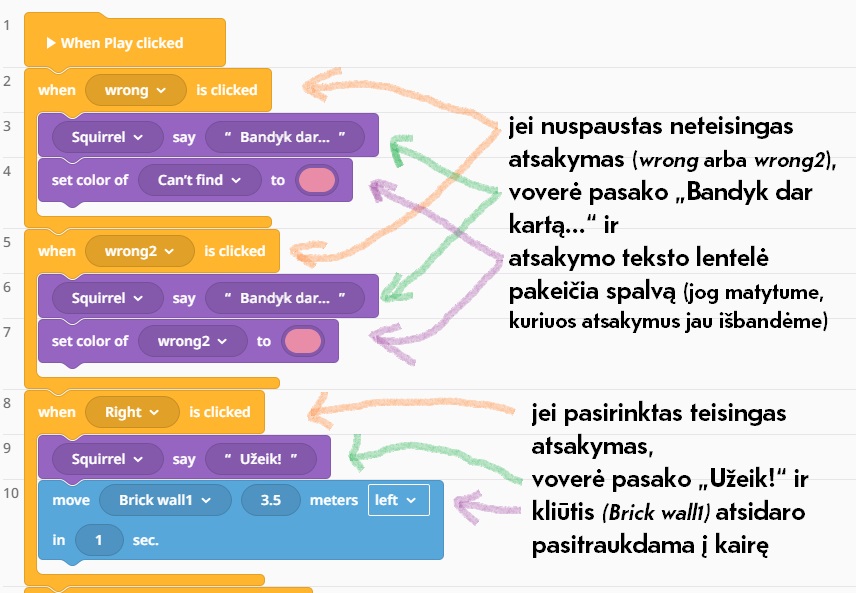 1
▶ When Play clicked
2
when wrong is clicked
3
Squirrel say “ Bandyk dar... ”
4
set color of Can't find to
5
when wrong2 is clicked
6
Squirrel say “ Bandyk dar... ”
7
set color of wrong2 to
8
when Right is clicked
9
Squirrel say “ Užeik! ”
10
move Brick wall1 3.5 meters left
in 1 sec.
jei nuspaustas neteisingas
atsakymas (wrong arba wrong2),
voverė pasako „Bandyk dar
kartą...“ ir
atsakymo teksto lentelė
pakeičia spalvą (jog matytume,
kuriuos atsakymus jau išbandėme)
jei pasirinktas teisingas
atsakymas,
voverė pasako „Užeik!“ ir
kliūtis (Brick wall1) atsidaro
pasitraukdama į kairę